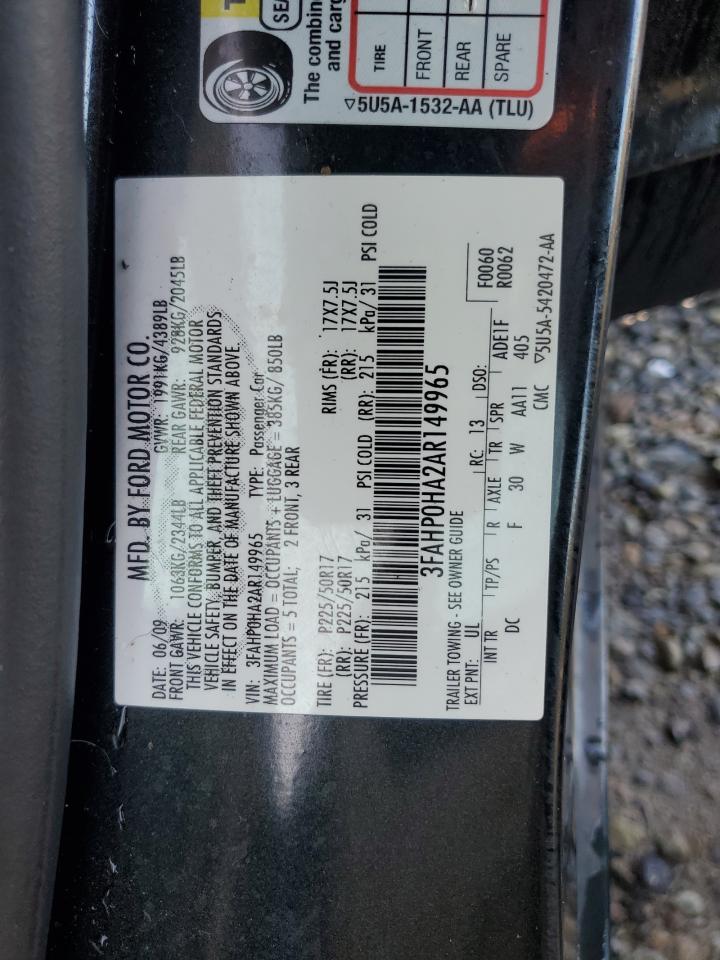 SEA
The combin
and carg
TIRE
FRONT
REAR
SPARE
▽5U5A-1532-AA (TLU)
MFD. BY FORD MOTOR CO.
DATE: 06/09 GVWR: 1991KG/4389LB
FRONT GAWR: 1063KG/2344LB REAR GAWR: 928KG/2045LB
THIS VEHICLE CONFORMS TO ALL APPLICABLE FEDERAL MOTOR
VEHICLE SAFETY, BUMPER, AND THEFT PREVENTION STANDARDS
IN EFFECT ON THE DATE OF MANUFACTURE SHOWN ABOVE.
VIN: 3FAHP0HA2AR149965 TYPE: Passenger Car
MAXIMUM LOAD = OCCUPANTS + LUGGAGE = 385KG/ 850LB
OCCUPANTS = 5 TOTAL; 2 FRONT, 3 REAR
TIRE (FR): P225/50R17 RIMS (FR): 17X7.5J
(RR): P225/50R17 (RR): 17X7.5J
PRESSURE (FR): 215 kPa/ 31 PSI COLD (RR): 215 kPa/ 31 PSI COLD
3FAHP0HA2AR149965
TRAILER TOWING - SEE OWNER GUIDE
EXT PNT: UL RC: 13 DSO: F0060
R0062
INT TR TP/PS R AXLE TR SPR ADE1F
DC F 30 W AA11 405
CMC ▽5U5A-5420472-AA